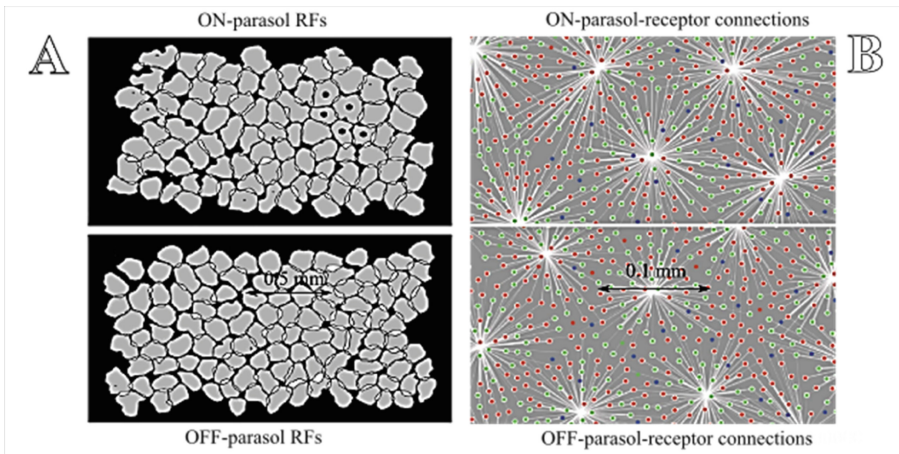 ON-parasol RFs
ON-parasol-receptor connections
A
B
0.5 mm
0.1 mm
OFF-parasol RFs
OFF-parasol-receptor connections